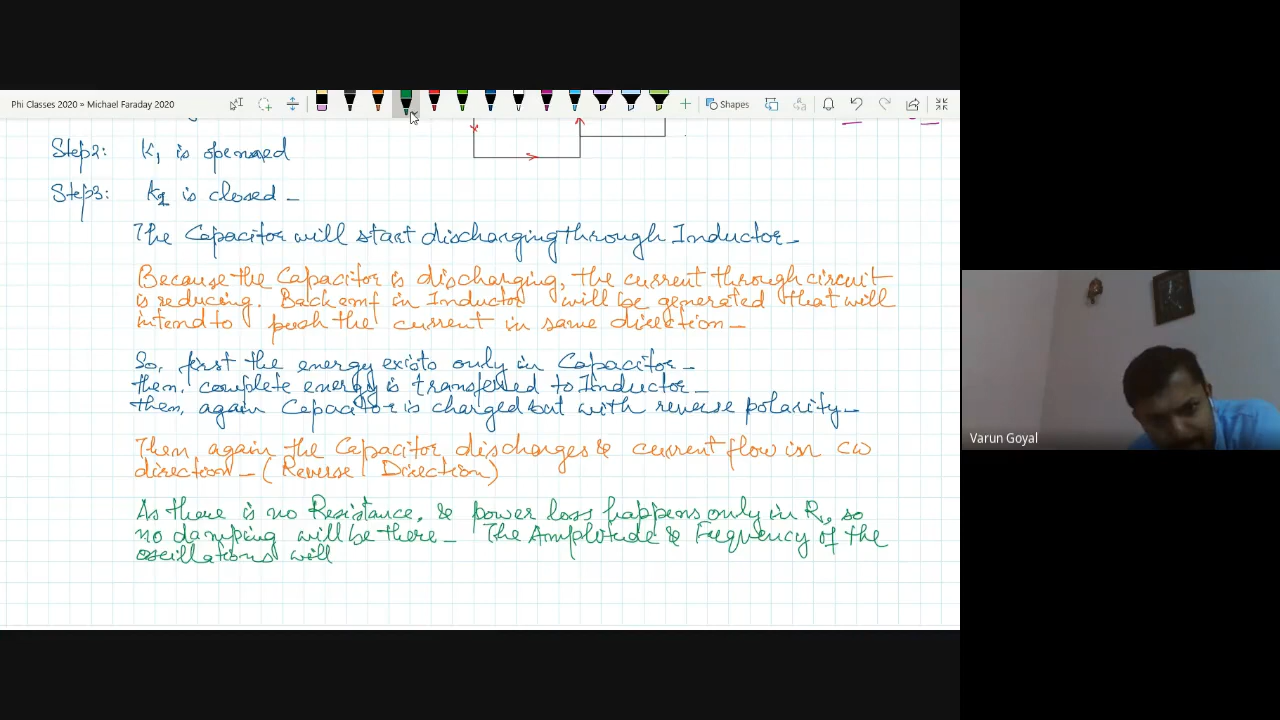 Phi Classes 2020 » Michael Faraday 2020
Shapes
Step2: K1 is openned
Step3: K2 is closed _
The Capacitor will start discharging through Inductor _
Because the Capacitor is discharging, the current through circuit
is reducing. Back emf in Inductor will be generated that will
intend to push the current in same direction _
So, first the energy exists only in Capacitor _
then, complete energy is transferred to Inductor _
then, again Capacitor is charged but with reverse polarity _
Then again the Capacitor discharges & current flow in cw
direction _ (Reverse Direction)
As there is no Resistance, & power loss happens only in R, so
no damping will be there _ The Amplotude & Frequency of the
oscillations will
Varun Goyal